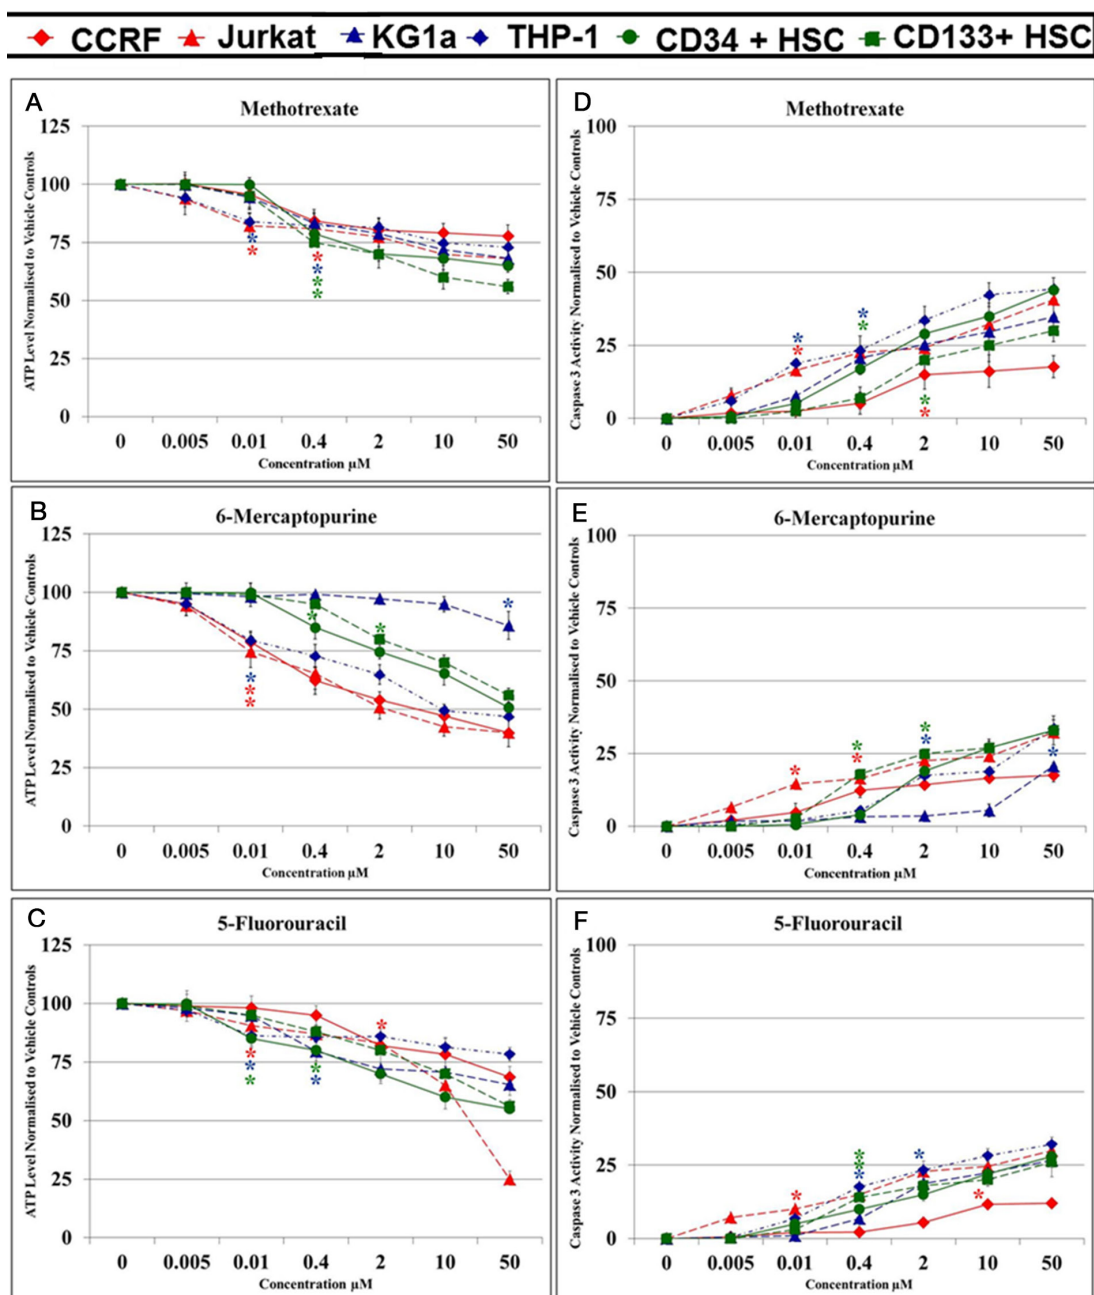 CCRF Jurkat KG1a THP-1 CD34 + HSC CD133+ HSC
A
Methotrexate
ATP Level Normalised to Vehicle Controls
125
100
75
50
25
0
0 0.005 0.01 0.4 2 10 50
Concentration µM
* *
* * * *
D
Methotrexate
Caspase 3 Activity Normalised to Vehicle Controls
100
75
50
25
0
0 0.005 0.01 0.4 2 10 50
Concentration µM
* *
* *
* *
B
6-Mercaptopurine
ATP Level Normalised to Vehicle Controls
125
100
75
50
25
0
0 0.005 0.01 0.4 2 10 50
Concentration µM
* * *
*
*
*
E
6-Mercaptopurine
Caspase 3 Activity Normalised to Vehicle Controls
100
75
50
25
0
0 0.005 0.01 0.4 2 10 50
Concentration µM
*
* *
* *
*
C
5-Fluorouracil
ATP Level Normalised to Vehicle Controls
125
100
75
50
25
0
0 0.005 0.01 0.4 2 10 50
Concentration µM
* * *
* *
*
F
5-Fluorouracil
Caspase 3 Activity Normalised to Vehicle Controls
100
75
50
25
0
0 0.005 0.01 0.4 2 10 50
Concentration µM
*
* * *
*
*